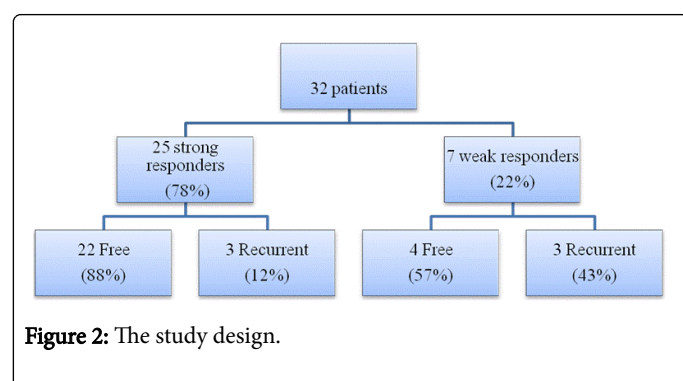 32 patients
25 strong
responders
(78%)
7 weak responders
(22%)
22 Free
(88%)
3 Recurrent
(12%)
4 Free
(57%)
3 Recurrent
(43%)
Figure 2: The study design.